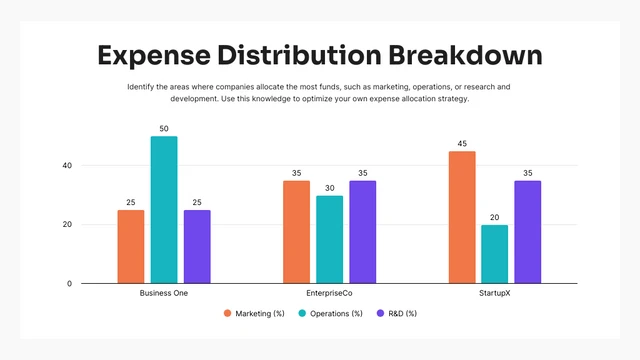 Expense Distribution Breakdown
Identify the areas where companies allocate the most funds, such as marketing, operations, or research and
development. Use this knowledge to optimize your own expense allocation strategy.
50
45
40
35 35 35
30
25 25
20 20
0
Business One EnterpriseCo StartupX
Marketing (%) Operations (%) R&D (%)